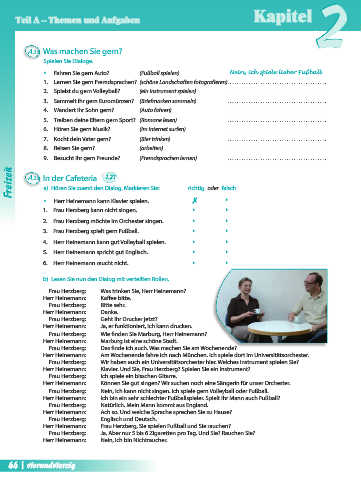 Teil A – Themen und Aufgaben
Kapitel 2
A11 Was machen Sie gern?
Spielen Sie Dialoge.
• Fahren Sie gern Auto? (Fußball spielen) Nein, ich spiele lieber Fußball.
1. Lernen Sie gern Fremdsprachen? (schöne Landschaften fotografieren)
2. Spielst du gern Volleyball? (ein Instrument spielen)
3. Sammelt Ihr gern Euromünzen? (Briefmarken sammeln)
4. Wandert Ihr Sohn gern? (Auto fahren)
5. Treiben deine Eltern gern Sport? (Romane lesen)
6. Hören Sie gern Musik? (im Internet surfen)
7. Kocht dein Vater gern? (Bier trinken)
8. Reisen Sie gern? (arbeiten)
9. Besucht Ihr gern Freunde? (Fremdsprachen lernen)
In der Cafeteria
a) Hören Sie zuerst den Dialog. Markieren Sie: richtig oder falsch
• Herr Heinemann kann Klavier spielen. ✗
1. Frau Herzberg kann nicht singen.
2. Frau Herzberg möchte im Orchester singen.
3. Frau Herzberg spielt gern Fußball.
4. Herr Heinemann kann gut Volleyball spielen.
5. Herr Heinemann spricht gut Englisch.
6. Herr Heinemann raucht nicht.
b) Lesen Sie nun den Dialog mit verteilten Rollen.
Frau Herzberg: Was trinken Sie, Herr Heinemann?
Herr Heinemann: Kaffee bitte.
Frau Herzberg: Bitte sehr.
Herr Heinemann: Danke.
Frau Herzberg: Geht Ihr Drucker jetzt?
Herr Heinemann: Ja, er funktioniert, ich kann drucken.
Frau Herzberg: Wie finden Sie Marburg, Herr Heinemann?
Herr Heinemann: Marburg ist eine schöne Stadt.
Frau Herzberg: Das finde ich auch. Was machen Sie am Wochenende?
Herr Heinemann: Am Wochenende fahre ich nach München. Ich spiele dort im Universitätsorchester.
Frau Herzberg: Wir haben auch ein Universitätsorchester hier. Welches Instrument spielen Sie?
Herr Heinemann: Klavier. Und Sie, Frau Herzberg? Spielen Sie ein Instrument?
Frau Herzberg: Ich spiele ein bisschen Gitarre.
Herr Heinemann: Können Sie gut singen? Wir suchen noch eine Sängerin für unser Orchester.
Frau Herzberg: Nein, ich kann nicht singen. Ich spiele gern Volleyball oder Fußball.
Herr Heinemann: Ich bin ein sehr schlechter Fußballspieler. Spielt Ihr Mann auch Fußball?
Frau Herzberg: Natürlich. Mein Mann kommt aus England.
Herr Heinemann: Ach so. Und welche Sprache sprechen Sie zu Hause?
Frau Herzberg: Englisch und Deutsch.
Herr Heinemann: Frau Herzberg, Sie spielen Fußball und Sie rauchen?
Frau Herzberg: Ja. Aber nur 5 bis 6 Zigaretten pro Tag. Und Sie? Rauchen Sie?
Herr Heinemann: Nein, ich bin Nichtraucher.
Freizeit
44 | vierundvierzig